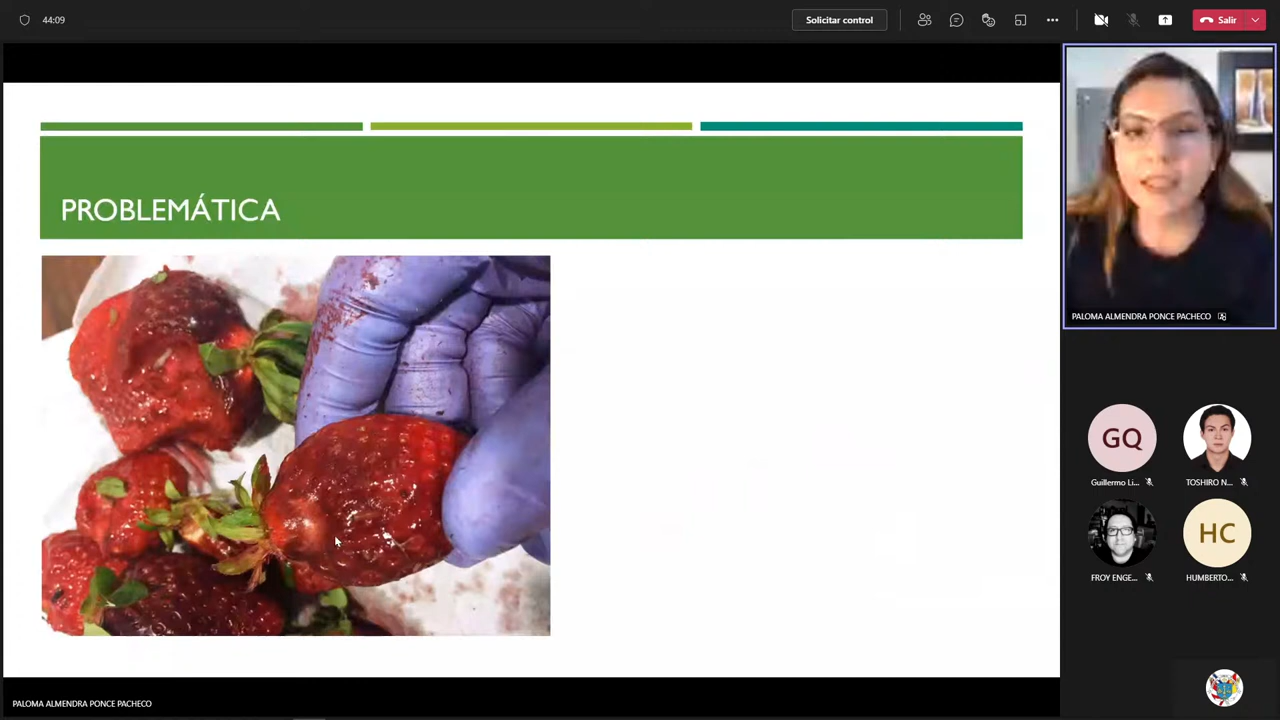 44:09
Solicitar control
Salir
PROBLEMÁTICA
PALOMA ALMENDRA PONCE PACHECO
GQ
Guillermo Li...
TOSHIRO N...
FROY ENGE...
HC
HUMBERTO...
PALOMA ALMENDRA PONCE PACHECO